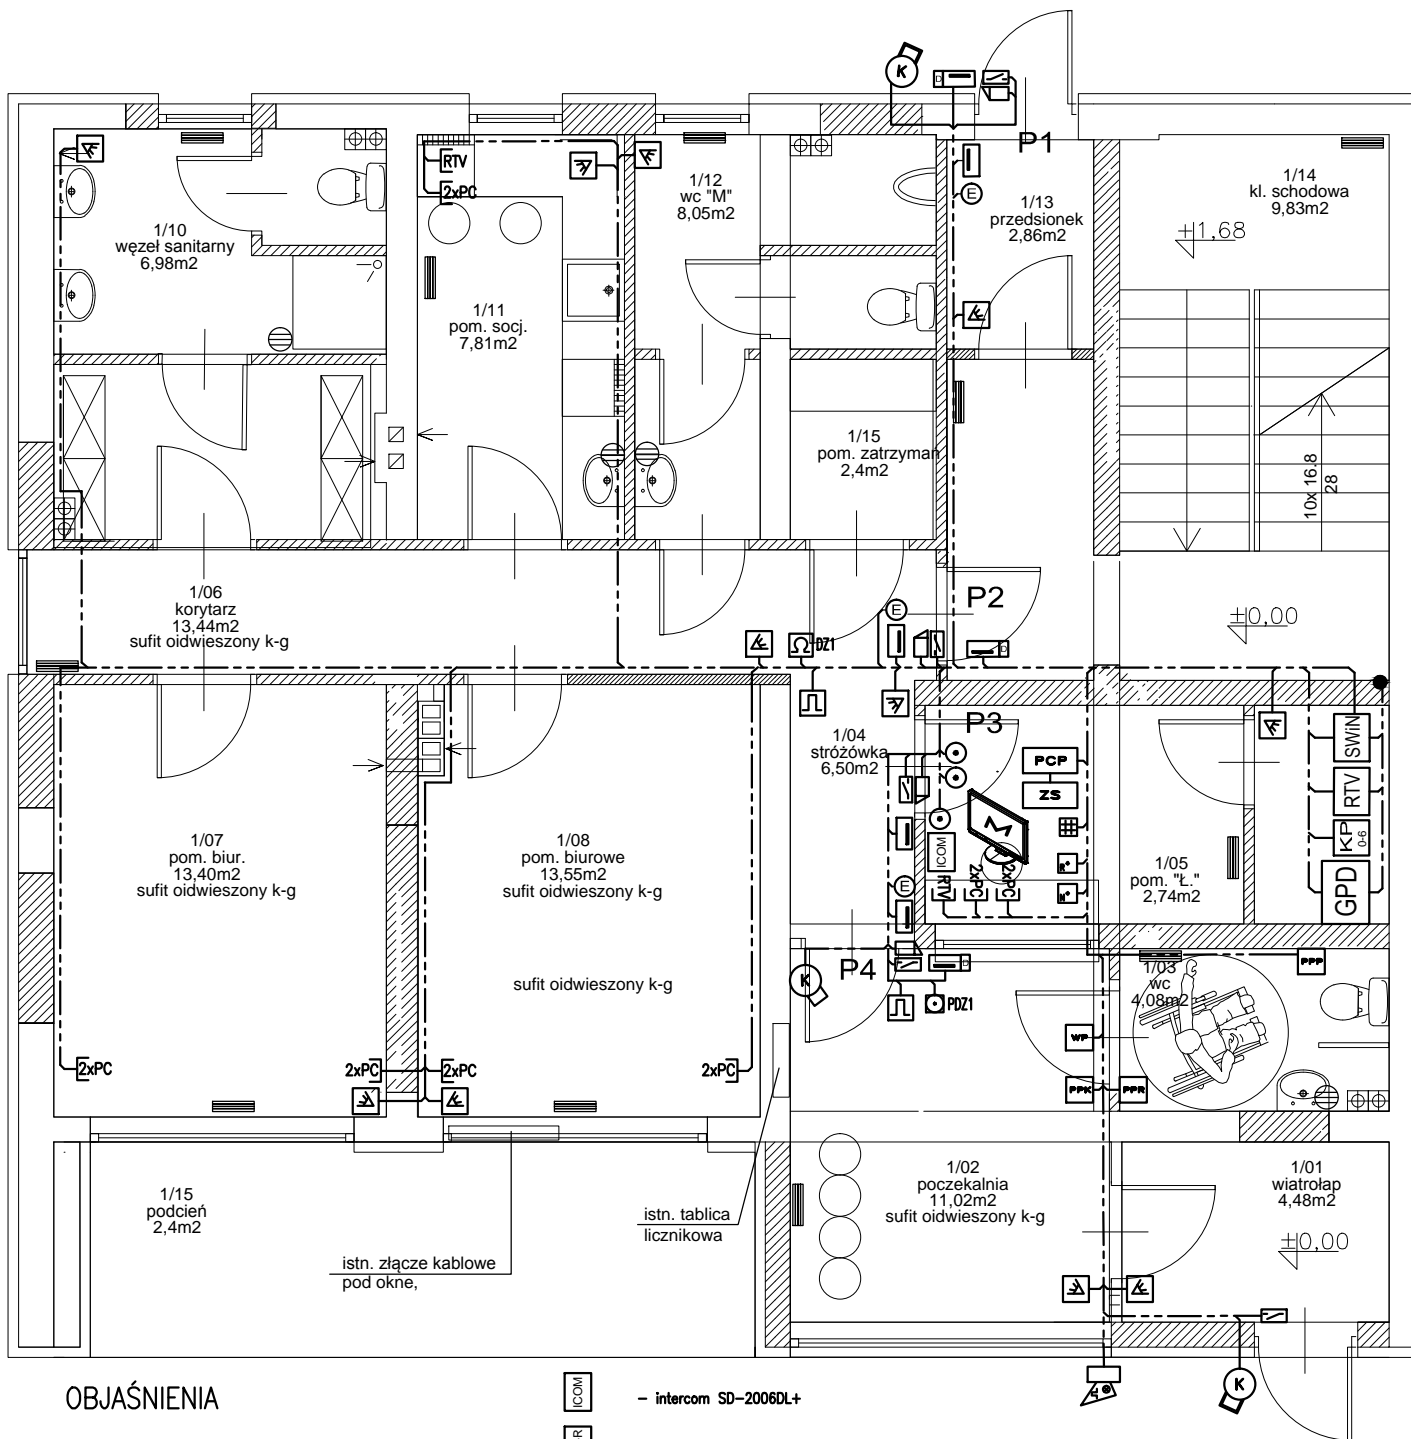 K
D
P1
RTV
2xPC
1/10
węzeł sanitarny
6,98m2
1/11
pom. socj.
7,81m2
1/12
wc "M"
8,05m2
E
1/13
przedsionek
2,86m2
1/14
kl. schodowa
9,83m2
±1,68
1/15
pom. zatrzymań
2,4m2
10x 16.8
28
1/06
korytarz
13,44m2
sufit oidwieszony k-g
DZ1
E
P2
D
±0,00
1/04
stróżówka
6,50m2
P3
PCP
ZS
M
ICOM
RTV
2xPC
2xPC
R
N
E
SWiN
RTV
KP
0-6
GPD
1/07
pom. biur.
13,40m2
sufit oidwieszony k-g
1/08
pom. biurowe
13,55m2
sufit oidwieszony k-g
sufit oidwieszony k-g
1/05
pom. "Ł."
2,74m2
K
P4
D
PDZ1
1/03
wc
4,08m2
PPP
WP
PPK
PPR
2xPC
2xPC
2xPC
2xPC
1/15
podcień
2,4m2
istn. złącze kablowe
pod okne,
istn. tablica
licznikowa
1/02
poczekalnia
11,02m2
sufit oidwieszony k-g
1/01
wiatrołap
4,48m2
±0,00
K
OBJAŚNIENIA
ICOM
– intercom SD–2006DL+